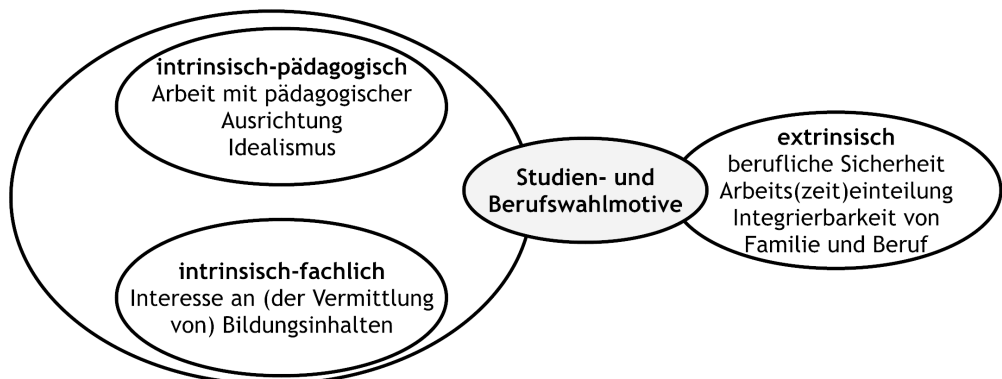 intrinsisch-pädagogisch
Arbeit mit pädagogischer
Ausrichtung
Idealismus
intrinsisch-fachlich
Interesse an (der Vermittlung
von) Bildungsinhalten
Studien- und
Berufswahlmotive
extrinsisch
berufliche Sicherheit
Arbeits(zeit)einteilung
Integrierbarkeit von
Familie und Beruf